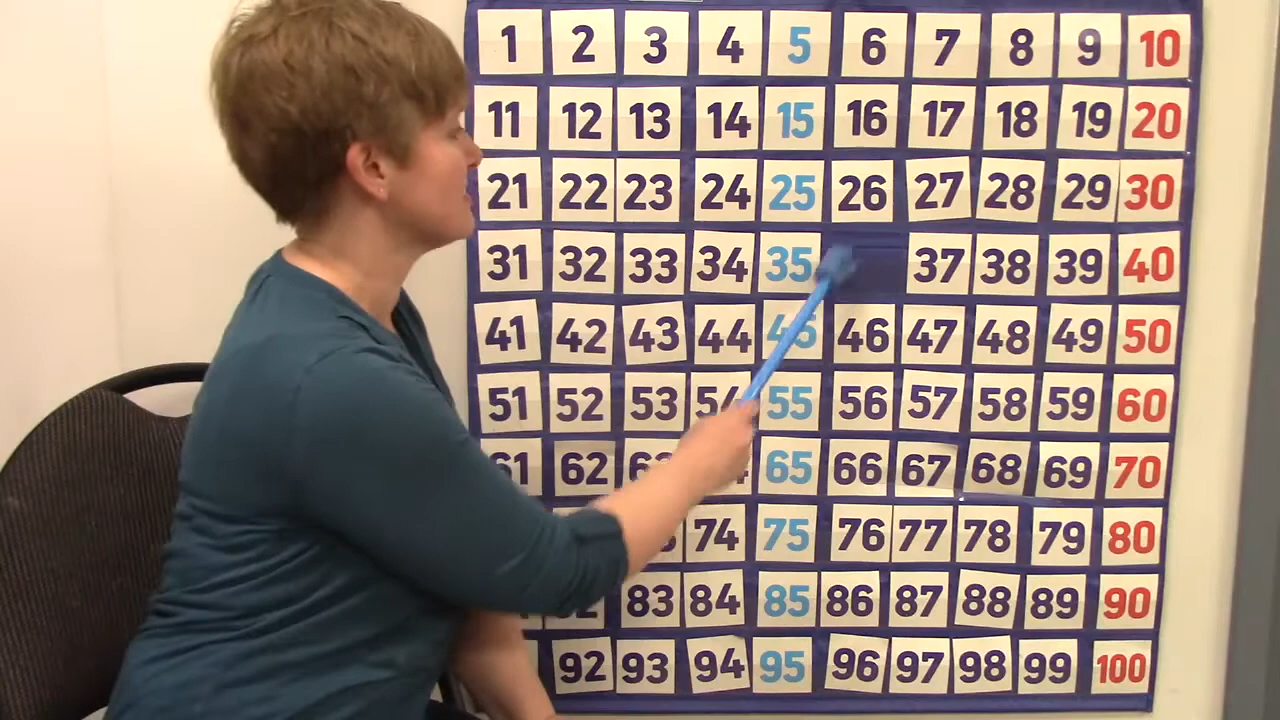 1 2 3 4 5 6 7 8 9 10
11 12 13 14 15 16 17 18 19 20
21 22 23 24 25 26 27 28 29 30
31 32 33 34 35 37 38 39 40
41 42 43 44 45 46 47 48 49 50
51 52 53 54 55 56 57 58 59 60
61 62 63 65 66 67 68 69 70
74 75 76 77 78 79 80
83 84 85 86 87 88 89 90
92 93 94 95 96 97 98 99 100